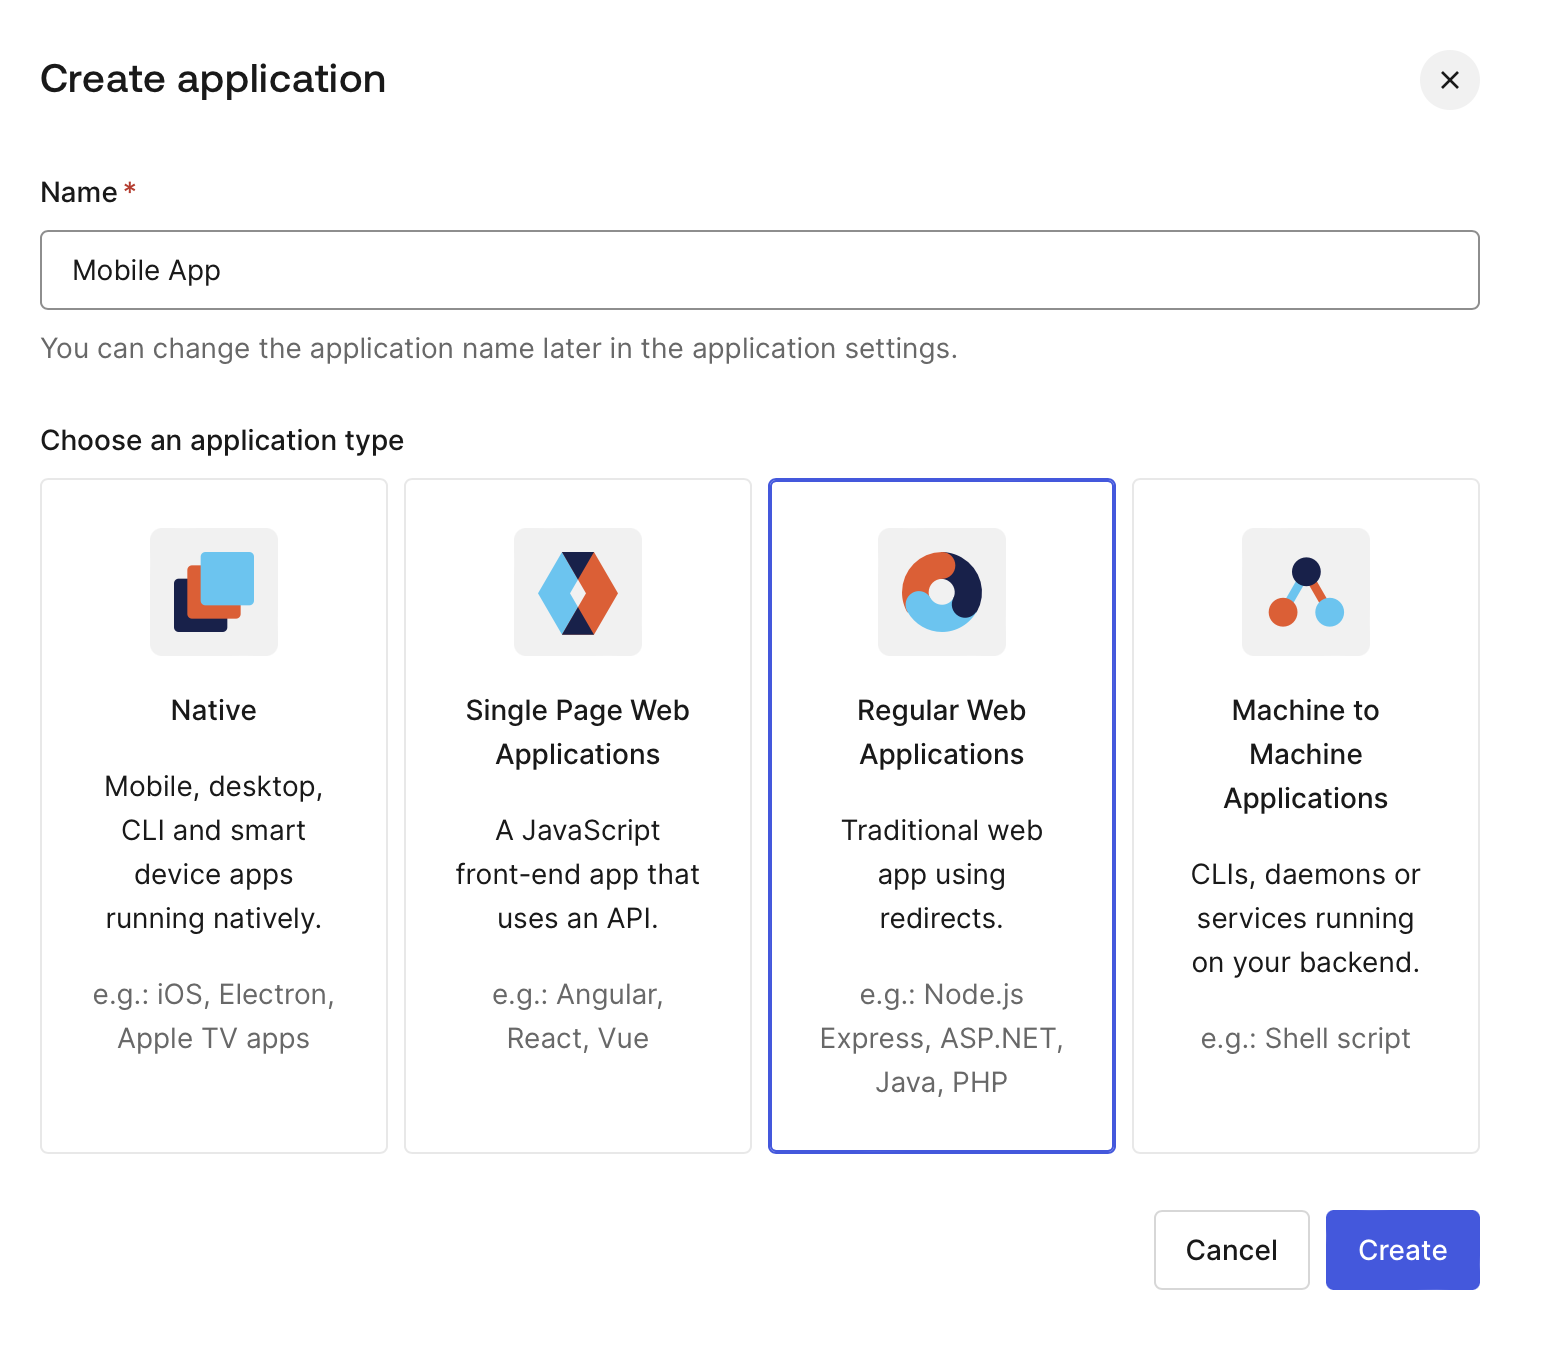 Create application
Name *
Mobile App
You can change the application name later in the application settings.
Choose an application type
Native
Mobile, desktop,
CLI and smart
device apps
running natively.
e.g.: iOS, Electron,
Apple TV apps
Single Page Web
Applications
A JavaScript
front-end app that
uses an API.
e.g.: Angular,
React, Vue
Regular Web
Applications
Traditional web
app using
redirects.
e.g.: Node.js
Express, ASP.NET,
Java, PHP
Machine to
Machine
Applications
CLIs, daemons or
services running
on your backend.
e.g.: Shell script
Cancel
Create